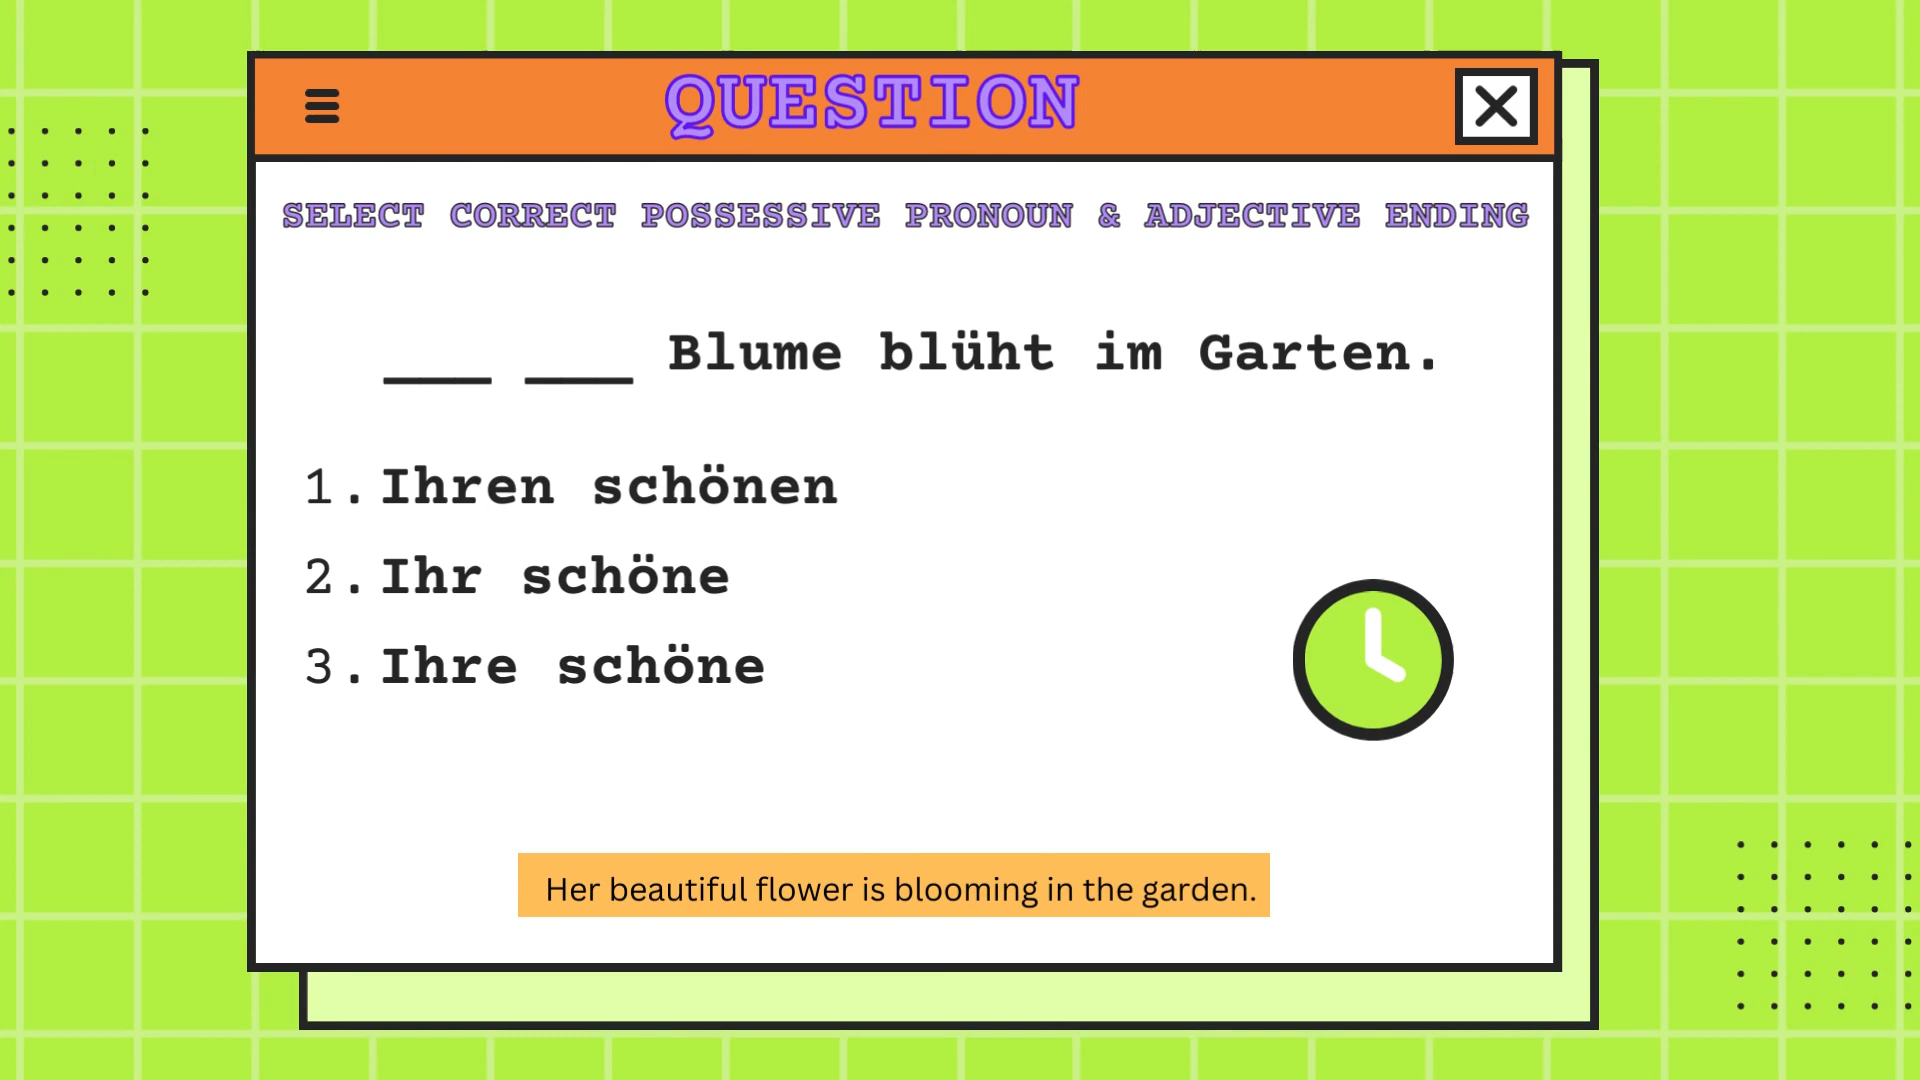 QUESTION
SELECT CORRECT POSSESSIVE PRONOUN & ADJECTIVE ENDING
___ ___ Blume blüht im Garten.
1. Ihren schönen
2. Ihr schöne
3. Ihre schöne
Her beautiful flower is blooming in the garden.